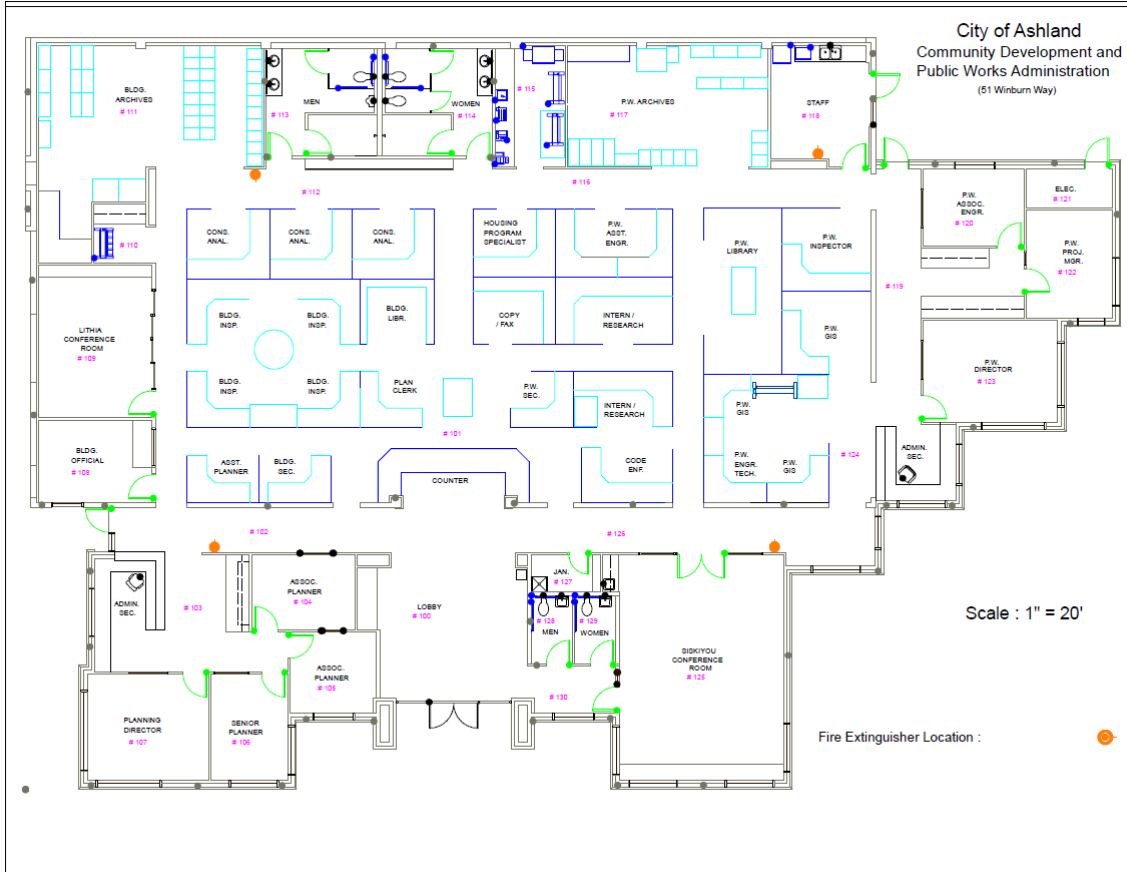 City of Ashland
Community Development and
Public Works Administration
(51 Winburn Way)
BLDG.
ARCHIVES
# 111
MEN
# 113
WOMEN
# 114
# 115
P.W. ARCHIVES
# 117
STAFF
# 118
# 112
# 116
# 110
CONS.
ANAL.
CONS.
ANAL.
CONS.
ANAL.
HOUSING
PROGRAM
SPECIALIST
P.W.
ASST.
ENGR.
P.W.
LIBRARY
P.W.
INSPECTOR
P.W.
ASSOC.
ENGR.
# 120
ELEC.
# 121
P.W.
PROJ.
MGR.
# 122
# 119
LITHIA
CONFERENCE
ROOM
# 109
BLDG.
INSP.
BLDG.
INSP.
BLDG.
LIBR.
COPY
/ FAX
INTERN /
RESEARCH
P.W.
GIS
P.W.
DIRECTOR
# 123
BLDG.
INSP.
BLDG.
INSP.
PLAN
CLERK
P.W.
SEC.
INTERN /
RESEARCH
P.W.
GIS
# 101
BLDG.
OFFICIAL
# 109
ASST.
PLANNER
BLDG.
SEC.
COUNTER
CODE
ENF.
P.W.
ENGR.
TECH.
P.W.
GIS
# 124
ADMIN.
SEC.
# 102
# 126
ADMIN.
SEC.
# 103
ASSOC.
PLANNER
# 104
LOBBY
# 100
JAN.
# 127
# 128
MEN
# 129
WOMEN
ASSOC.
PLANNER
# 105
SISKIYOU
CONFERENCE
ROOM
# 125
# 130
PLANNING
DIRECTOR
# 107
SENIOR
PLANNER
# 106
Scale : 1" = 20'
Fire Extinguisher Location :